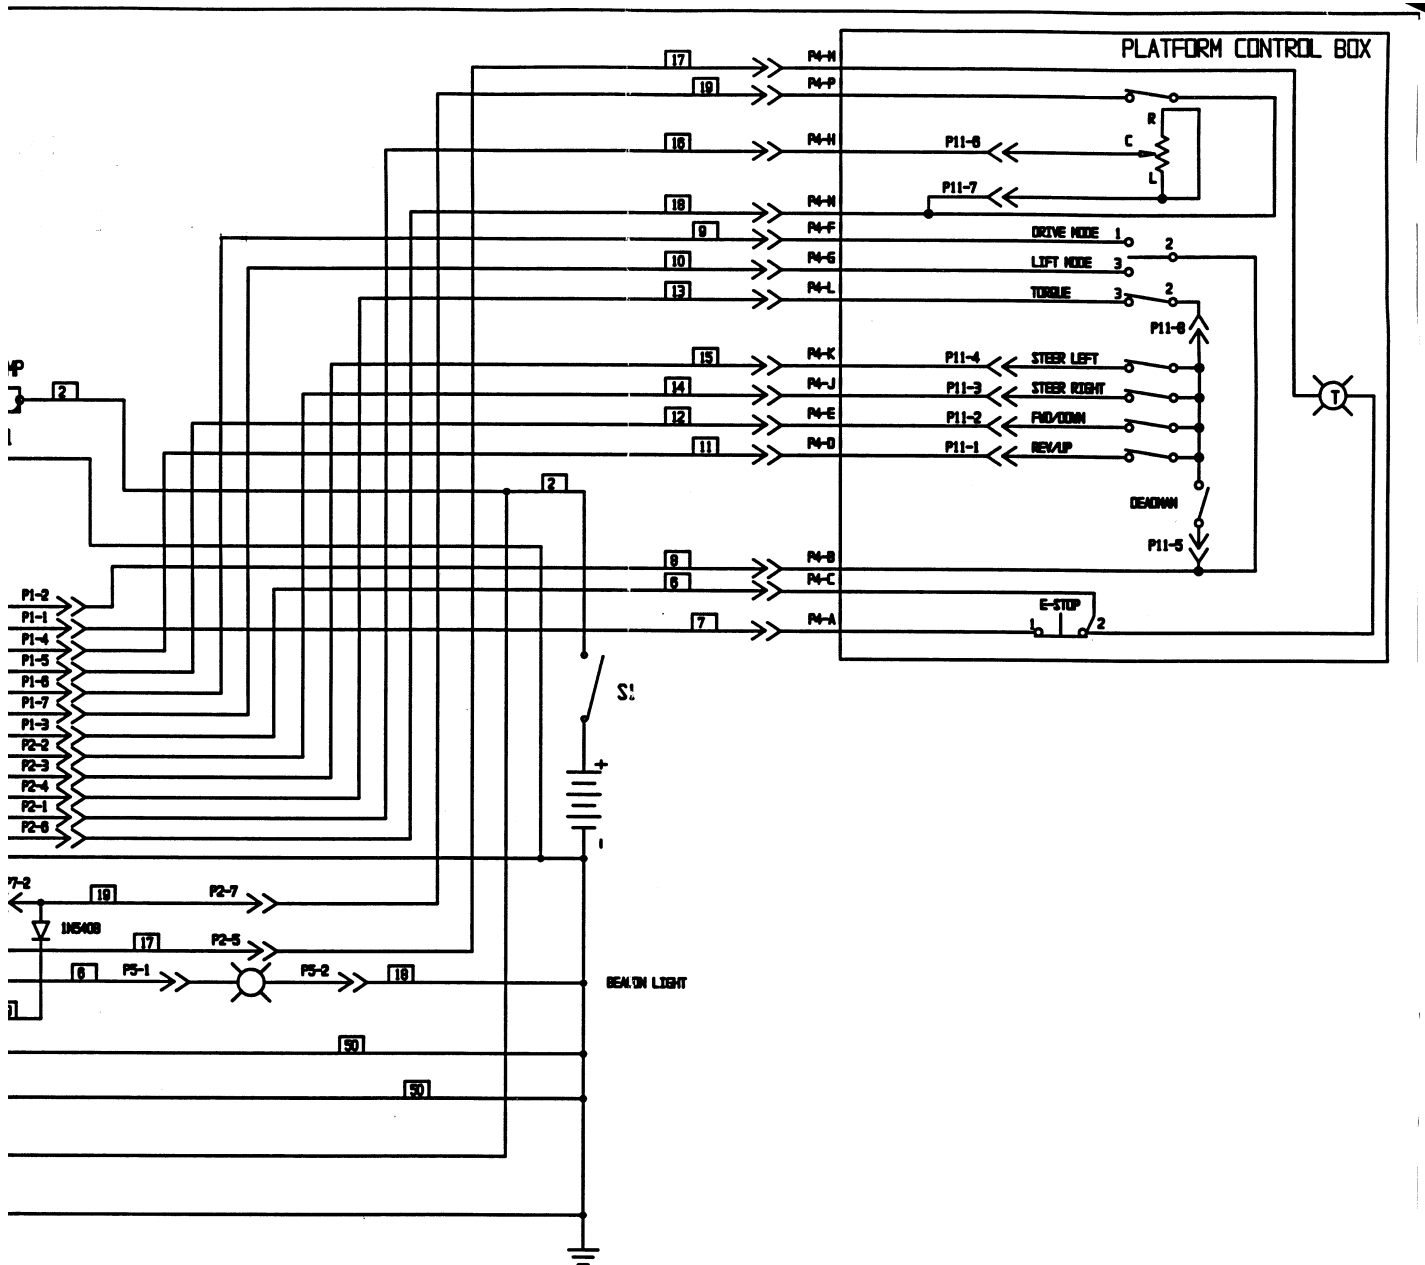 PLATFORM CONTROL BOX
17 P4-M
19 P4-P
R
16 P4-H P11-6 C
L
18 P4-N P11-7
9 P4-F DRIVE MODE 1
2
10 P4-G LIFT MODE 3
13 P4-L TORQUE 3 2
P11-8
15 P4-K P11-4 STEER LEFT
14 P4-J P11-3 STEER RIGHT
T
12 P4-E P11-2 FWD/DOWN
11 P4-D P11-1 REV/UP
2
2
DEADMAN
P11-5
8 P4-B
6 P4-C
E-STOP
7 P4-A 1 2
P1-2
P1-1
P1-4
P1-5
P1-6
P1-7
P1-3
P2-2
P2-3
P2-4
P2-1
P2-6
+
-
19 P2-7
1N5408
17 P2-5
6 P5-1 P5-2 18
BEACON LIGHT
50
50